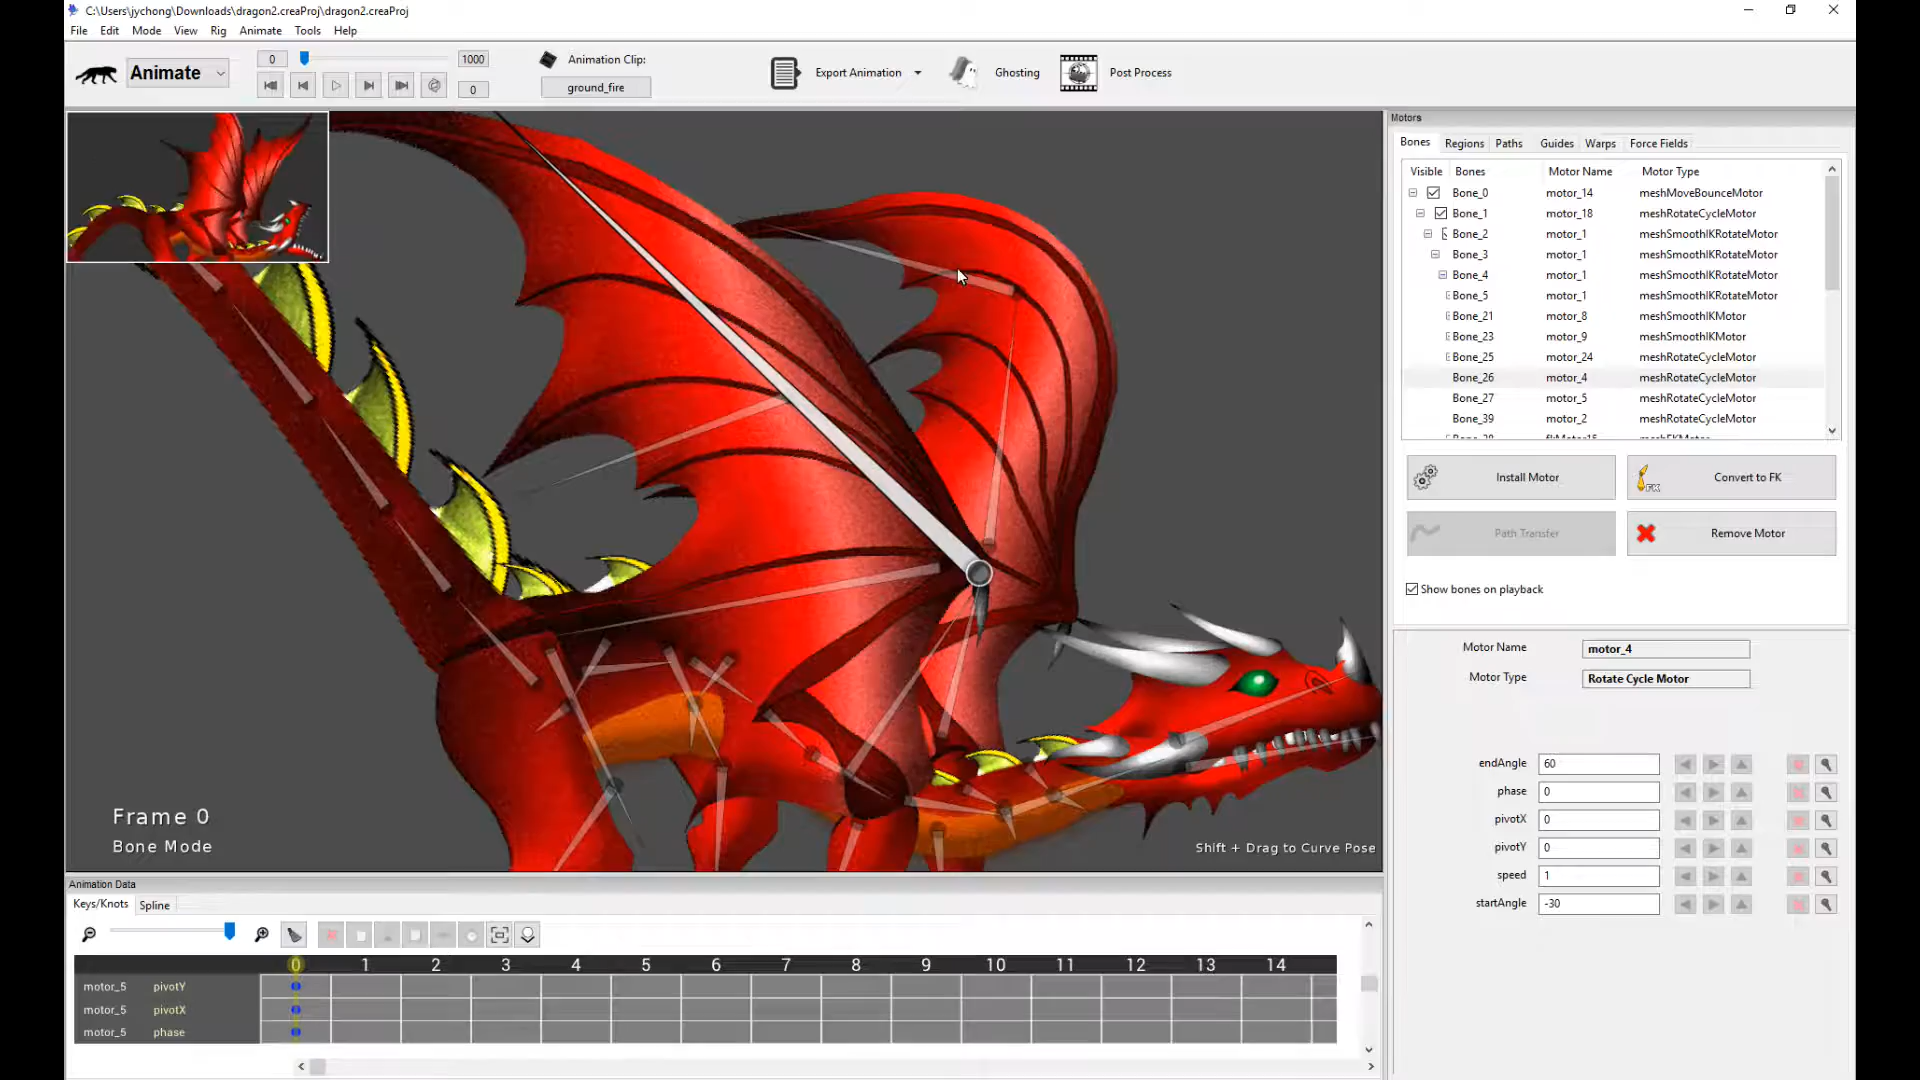 C:\Users\jychong\Downloads\dragon2.creaProj\dragon2.creaProj
File Edit Mode View Rig Animate Tools Help
Animate
0 1000
0
Animation Clip:
ground_fire
Export Animation
Ghosting
Post Process
Motors
Bones Regions Paths Guides Warps Force Fields
Visible Bones Motor Name Motor Type
Bone_0 motor_14 meshMoveBounceMotor
Bone_1 motor_18 meshRotateCycleMotor
Bone_2 motor_1 meshSmoothIKRotateMotor
Bone_3 motor_1 meshSmoothIKRotateMotor
Bone_4 motor_1 meshSmoothIKRotateMotor
Bone_5 motor_1 meshSmoothIKRotateMotor
Bone_21 motor_8 meshSmoothIKMotor
Bone_23 motor_9 meshSmoothIKMotor
Bone_25 motor_24 meshRotateCycleMotor
Bone_26 motor_4 meshRotateCycleMotor
Bone_27 motor_5 meshRotateCycleMotor
Bone_39 motor_2 meshRotateCycleMotor
Install Motor
FK Convert to FK
Path Transfer
Remove Motor
Show bones on playback
Motor Name motor_4
Motor Type Rotate Cycle Motor
endAngle 60
phase 0
pivotX 0
pivotY 0
speed 1
startAngle -30
Frame 0
Bone Mode
Shift + Drag to Curve Pose
Animation Data
Keys/Knots Spline
0 1 2 3 4 5 6 7 8 9 10 11 12 13 14
motor_5 pivotY
motor_5 pivotX
motor_5 phase